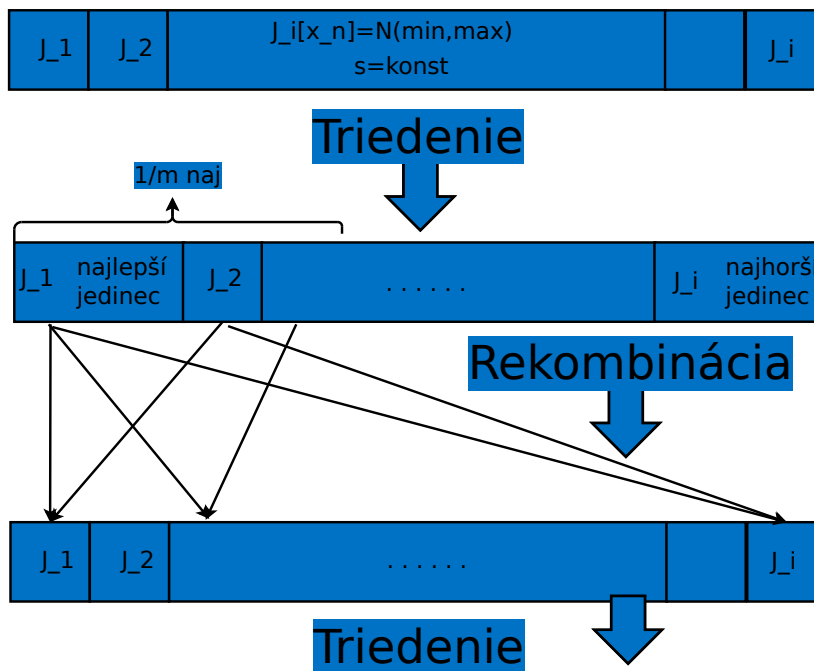 J_1 J_2 J_i[x_n]=N(min,max) J_i
s=konst
Triedenie
1/m naj
J_1 najlepší jedinec J_2 ...... J_i najhorší jedinec
Rekombinácia
J_1 J_2 ...... J_i
Triedenie